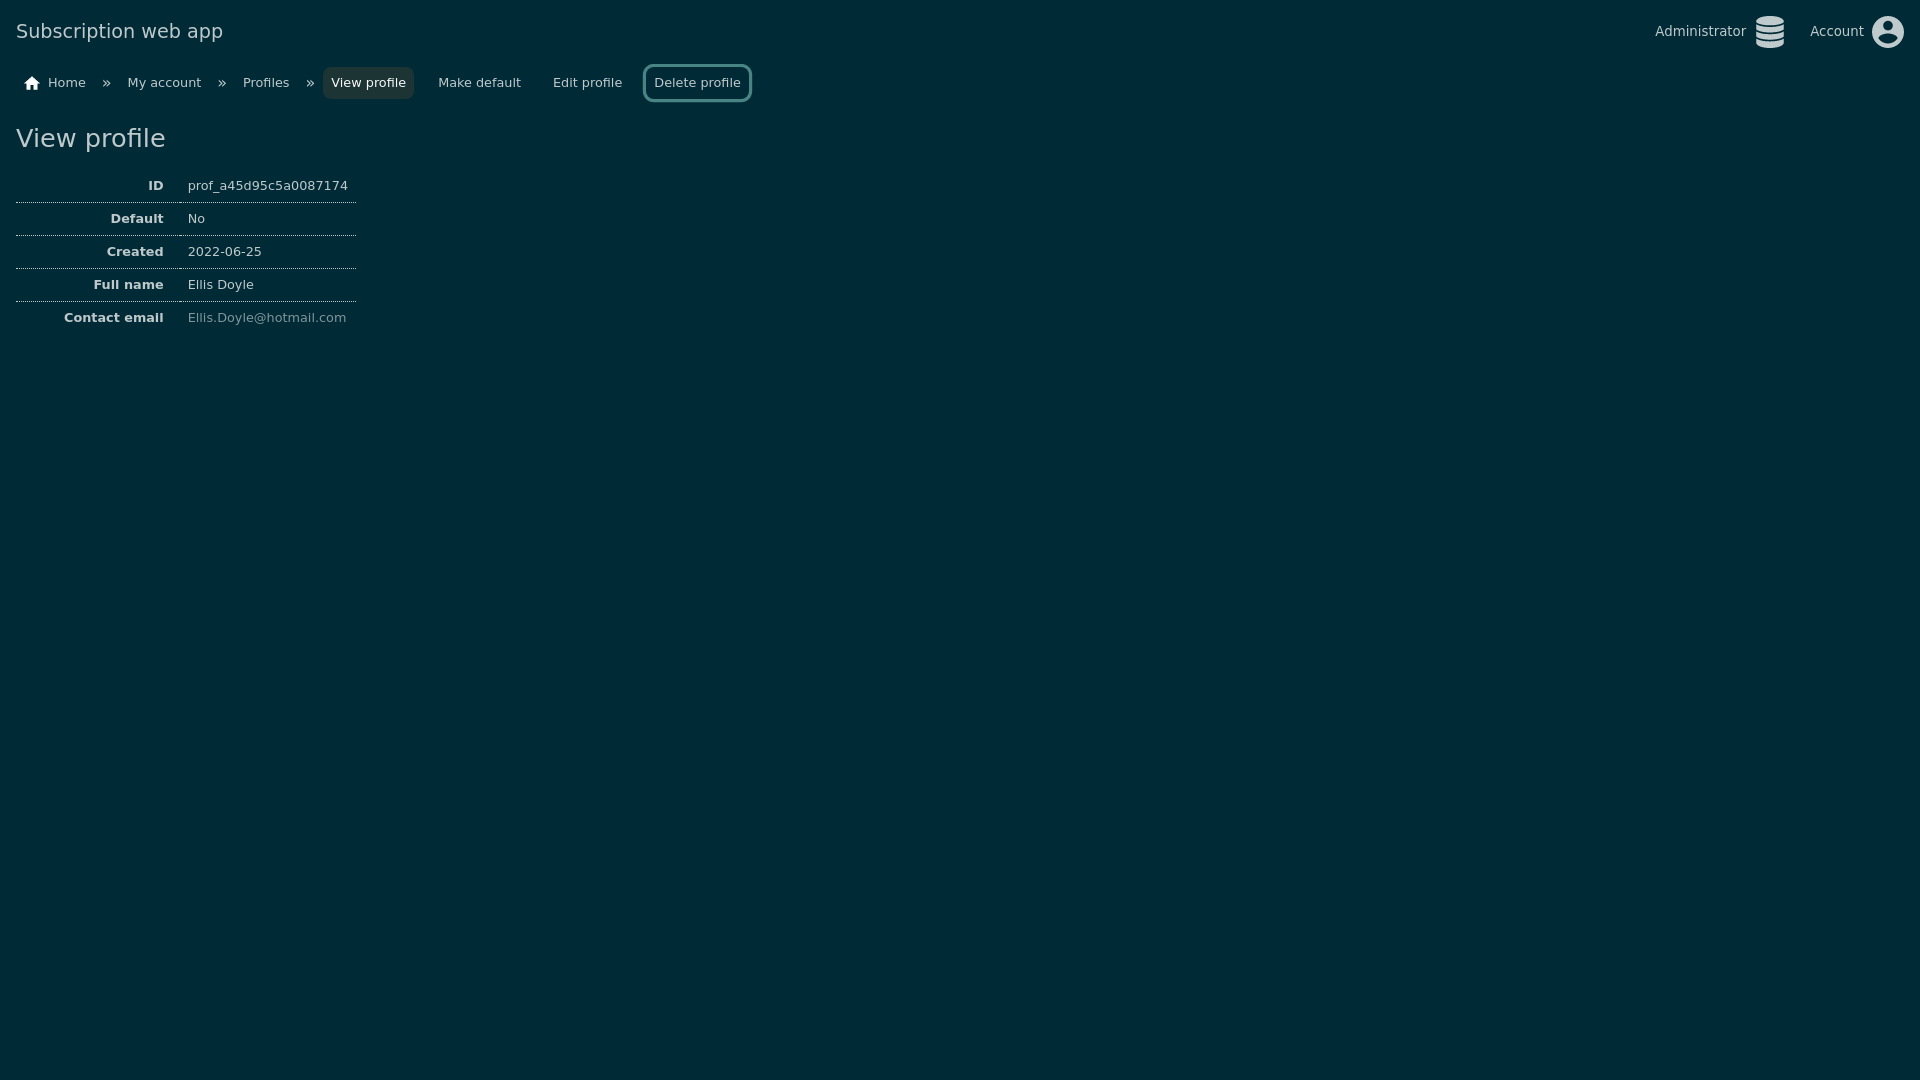 Subscription web app
Administrator
Account
Home » My account » Profiles » View profile Make default Edit profile Delete profile
View profile
ID prof_a45d95c5a0087174
Default No
Created 2022-06-25
Full name Ellis Doyle
Contact email Ellis.Doyle@hotmail.com